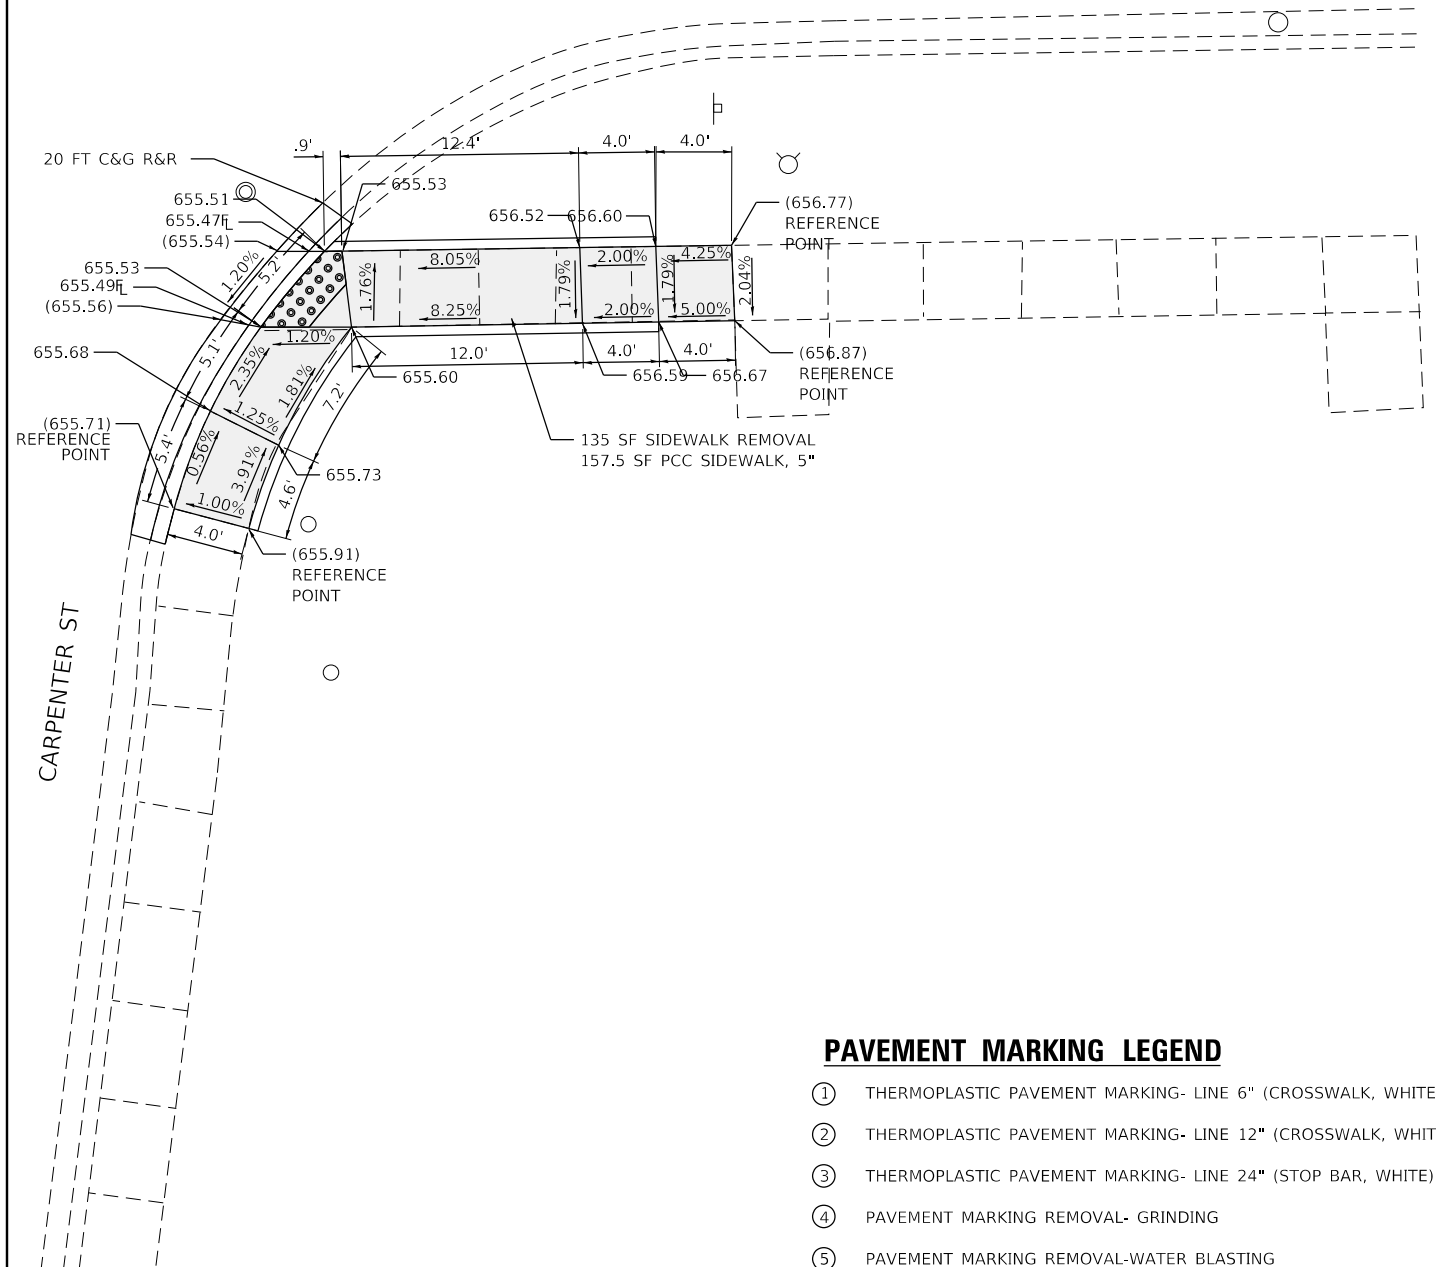 .9'
12.4'
4.0'
4.0'
20 FT C&G R&R
655.53
655.51
655.47FL
(655.54)
656.52
656.60
(656.77)
REFERENCE
POINT
655.53
655.49FL
(655.56)
1.20%
5.2'
8.05%
2.00%
4.25%
1.76%
1.79%
1.79%
2.04%
8.25%
2.00%
5.00%
655.68
5.1'
1.20%
2.35%
1.81%
1.25%
655.60
7.2'
12.0'
4.0'
4.0'
656.59
656.67
(656.87)
REFERENCE
POINT
(655.71)
REFERENCE
POINT
5.4'
0.56%
3.91%
1.00%
655.73
4.6'
4.0'
135 SF SIDEWALK REMOVAL
157.5 SF PCC SIDEWALK, 5"
(655.91)
REFERENCE
POINT
CARPENTER ST
PAVEMENT MARKING LEGEND
1 THERMOPLASTIC PAVEMENT MARKING- LINE 6" (CROSSWALK, WHITE
2 THERMOPLASTIC PAVEMENT MARKING- LINE 12" (CROSSWALK, WHIT
3 THERMOPLASTIC PAVEMENT MARKING- LINE 24" (STOP BAR, WHITE)
4 PAVEMENT MARKING REMOVAL- GRINDING
5 PAVEMENT MARKING REMOVAL-WATER BLASTING